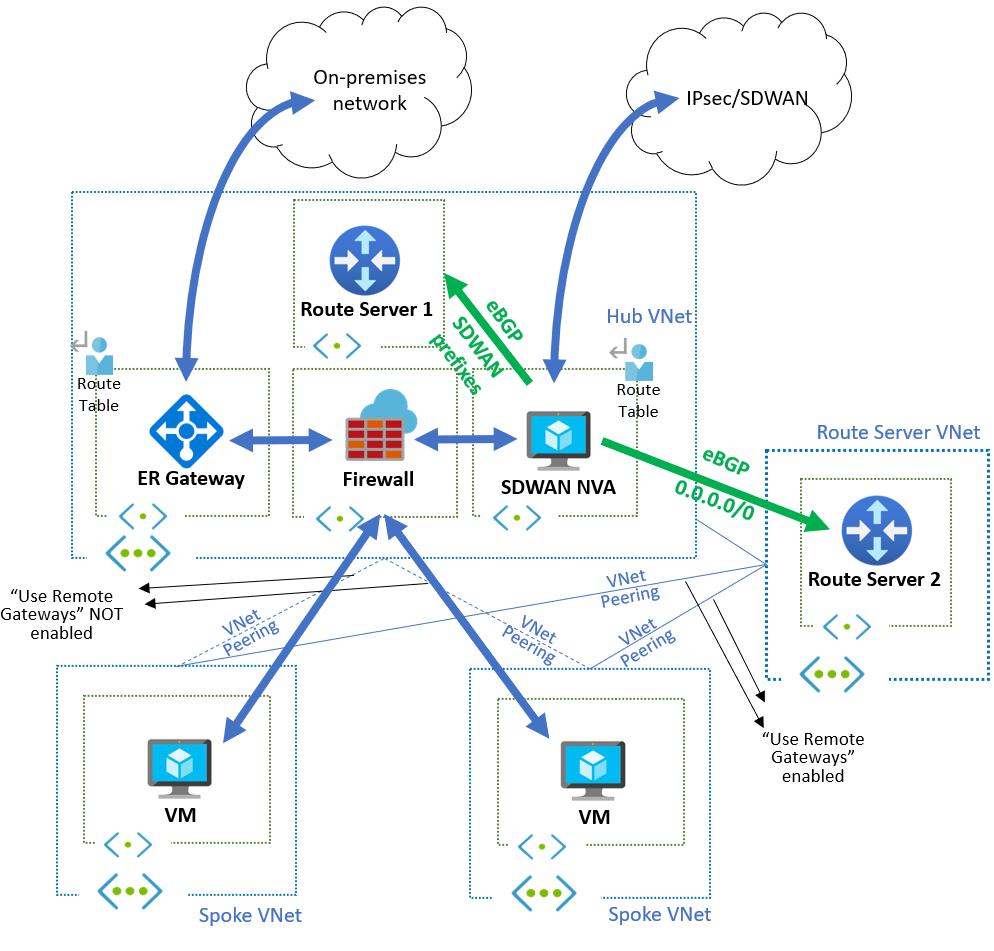 On-premises
network
IPsec/SDWAN
Route Server 1
eBGP
SDWAN
prefixes
Hub VNet
Route
Table
Route
Table
ER Gateway
Firewall
SDWAN NVA
Route Server VNet
eBGP
0.0.0.0/0
Route Server 2
“Use Remote
Gateways” NOT
enabled
VNet
Peering
VNet
Peering
VNet
Peering
VNet
Peering
“Use Remote
Gateways”
enabled
VM
VM
Spoke VNet
Spoke VNet